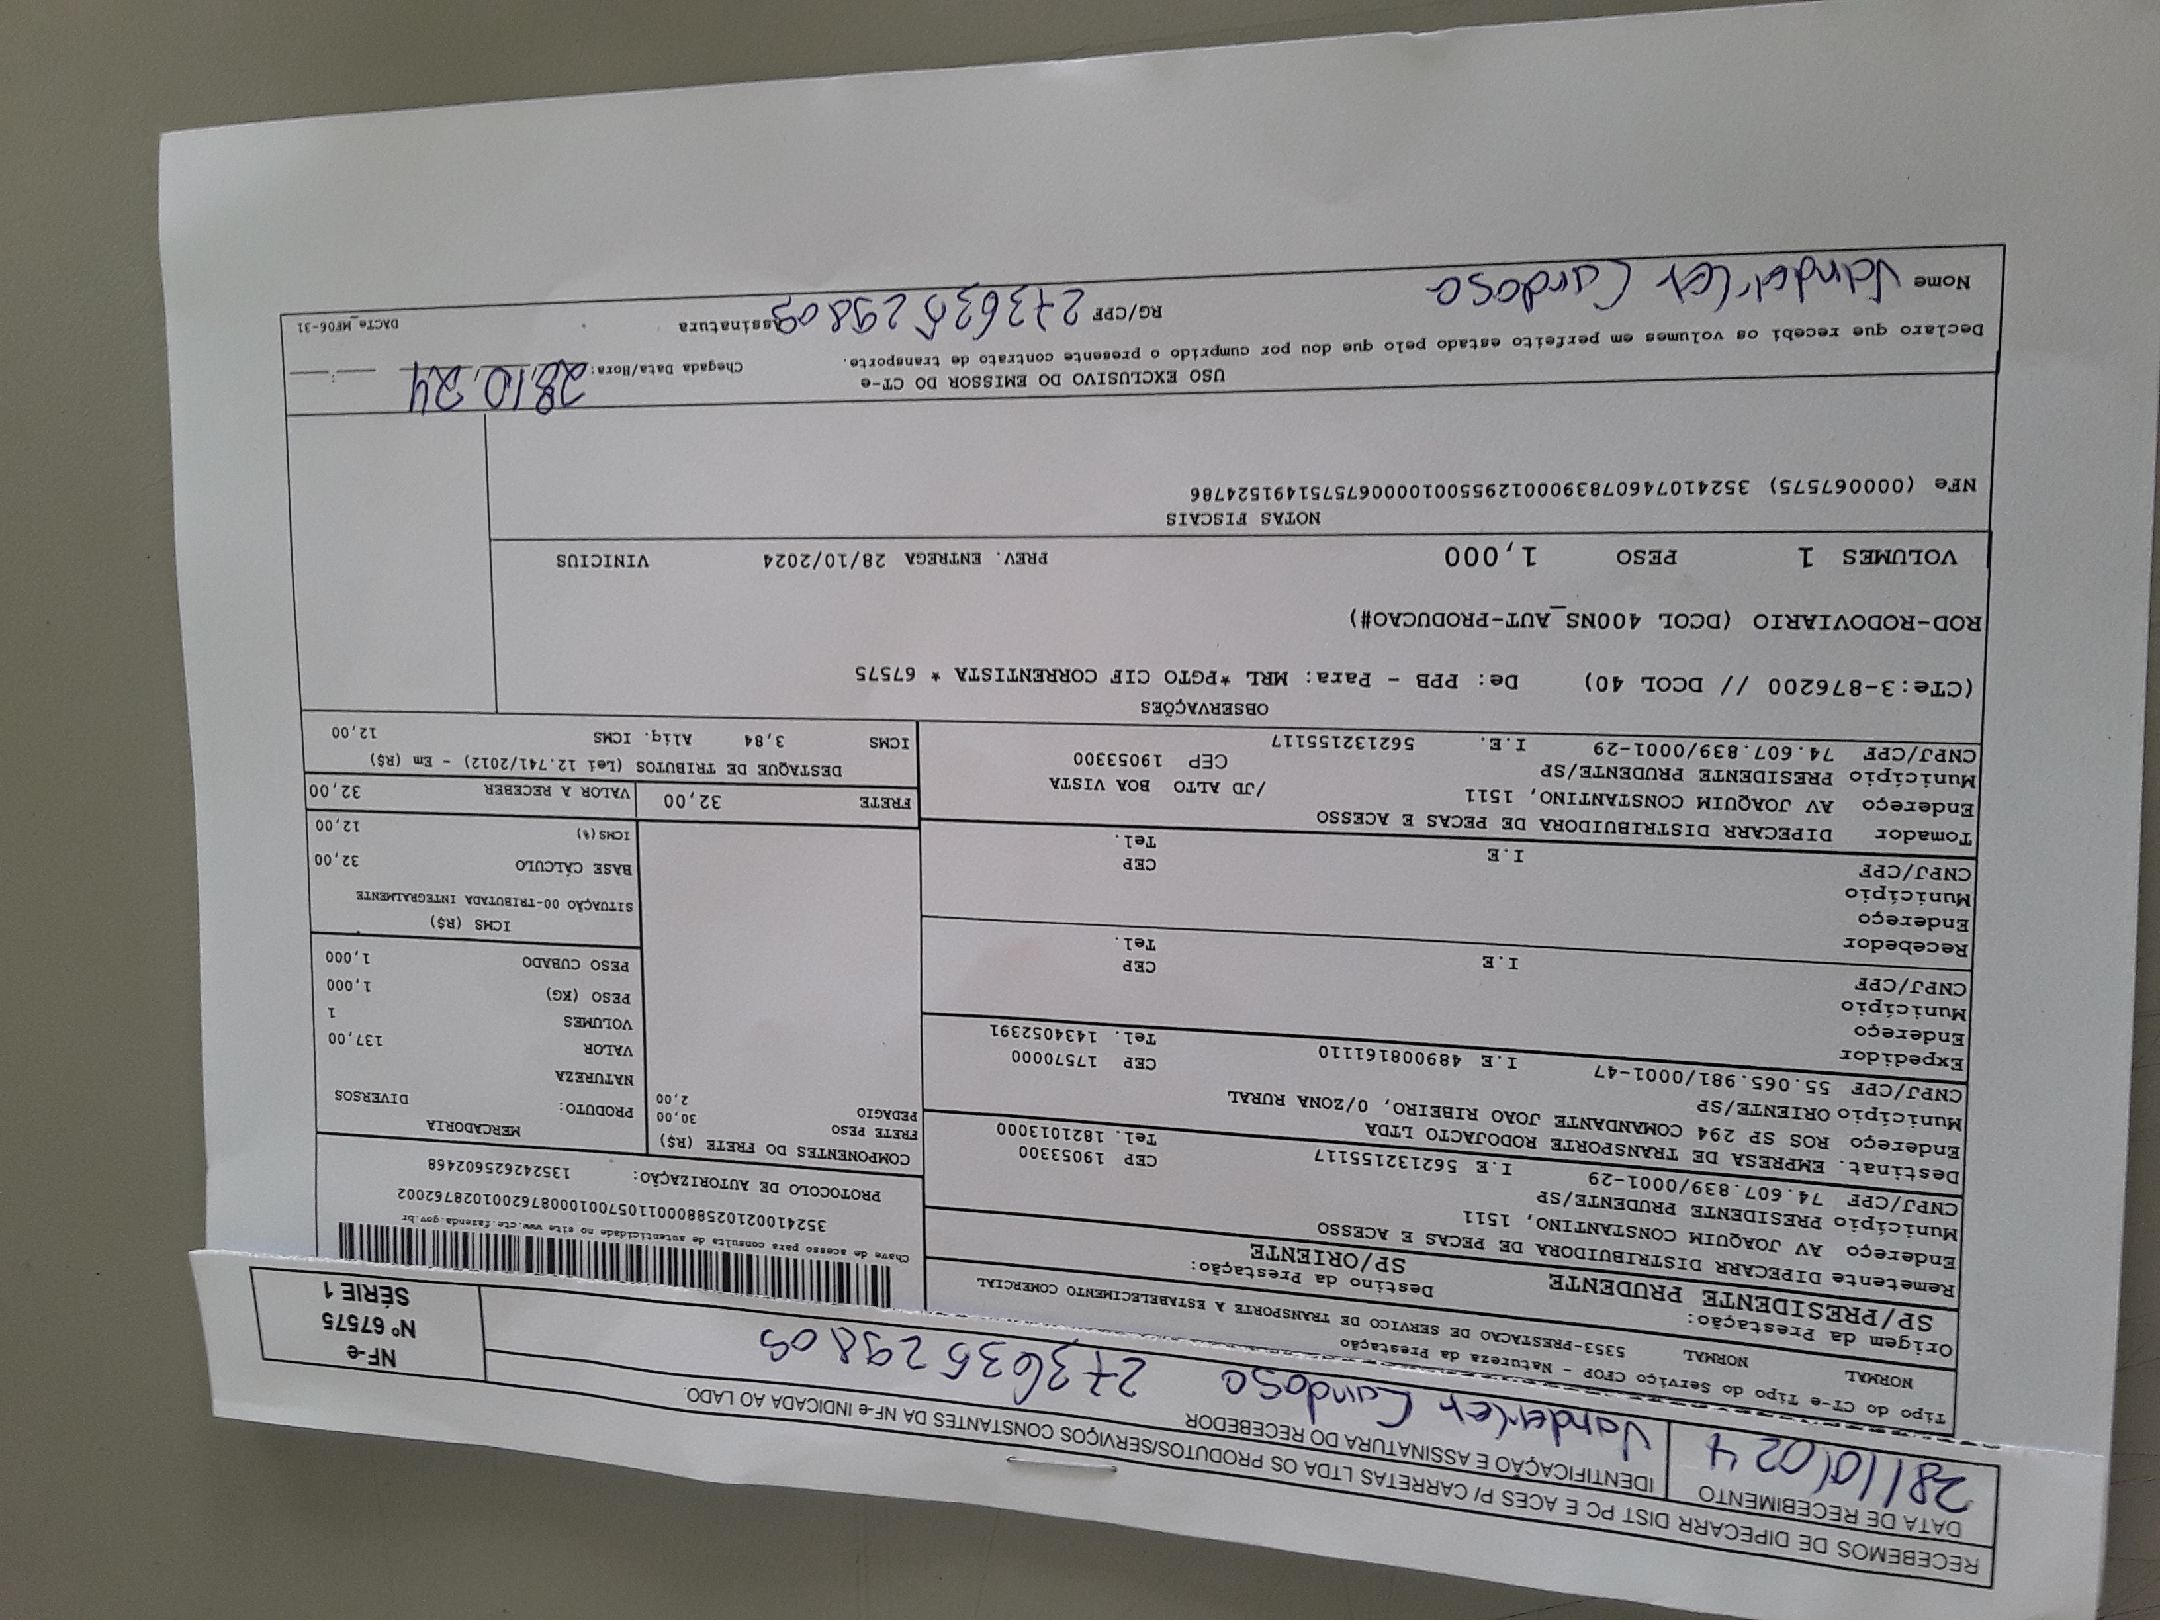 RECEBEMOS DE DIPECARR DIST PC E ACES P/ CARRETAS LTDA OS PRODUTOS/SERVIÇOS CONSTANTES DA NF-e INDICADA AO LADO.
DATA DE RECEBIMENTO
28/10/024
IDENTIFICAÇÃO E ASSINATURA DO RECEBEDOR
Vanderlei Cardoso 27363529809
NF-e
Nº 67575
SÉRIE 1
Tipo do CT-e Tipo do Serviço CFOP - Natureza da Prestação
NORMAL NORMAL 5353-PRESTACAO DE SERVICO DE TRANSPORTE A ESTABELECIMENTO COMERCIAL
Origem da Prestação: Destino da Prestação:
SP/PRESIDENTE PRUDENTE SP/ORIENTE
Remetente DIPECARR DISTRIBUIDORA DE PECAS E ACESSO
Endereço AV JOAQUIM CONSTANTINO, 1511
Município PRESIDENTE PRUDENTE/SP CEP 19053300
CNPJ/CPF 74.607.839/0001-29 I.E 562132155117 Tel. 1821013000
Destinat. EMPRESA DE TRANSPORTE RODOJACTO LTDA
Endereço ROS SP 294 COMANDANTE JOAO RIBEIRO, 0/ZONA RURAL
Município ORIENTE/SP CEP 17570000
CNPJ/CPF 55.065.981/0001-47 I.E 489008161110 Tel. 1434052391
Expedidor
Endereço
Município CEP
CNPJ/CPF I.E Tel.
Recebedor
Endereço
Município CEP
CNPJ/CPF I.E Tel.
Tomador DIPECARR DISTRIBUIDORA DE PECAS E ACESSO
Endereço AV JOAQUIM CONSTANTINO, 1511 /JD ALTO BOA VISTA
Município PRESIDENTE PRUDENTE/SP CEP 19053300
CNPJ/CPF 74.607.839/0001-29 I.E. 562132155117
Chave de acesso para consulta de autenticidade no site www.cte.fazenda.gov.br
35241002102588000110570010008762001028762002
PROTOCOLO DE AUTORIZAÇÃO: 135242625602468
COMPONENTES DO FRETE (R$)
FRETE PESO 30,00
PEDAGIO 2,00
MERCADORIA
PRODUTO: DIVERSOS
NATUREZA
VALOR 137,00
VOLUMES 1
PESO (KG) 1,000
PESO CUBADO 1,000
ICMS (R$)
SITUAÇÃO 00-TRIBUTADA INTEGRALMENTE
BASE CÁLCULO 32,00
ICMS(%) 12,00
FRETE 32,00 VALOR A RECEBER 32,00
DESTAQUE DE TRIBUTOS (Lei 12.741/2012) - Em (R$)
ICMS 3,84 Alíq. ICMS 12,00
OBSERVAÇÕES
(CTe:3-876200 // DCOL 40) De: PPB - Para: MRL *PGTO CIF CORRENTISTA * 67575
ROD-RODOVIARIO (DCOL 400NS_AUT-PRODUCAO#)
VOLUMES 1 PESO 1,000 PREV. ENTREGA 28/10/2024 VINICIUS
NOTAS FISCAIS
NFe (000067575) 35241074607839000129550010000675751491524786
USO EXCLUSIVO DO EMISSOR DO CT-e
Declaro que recebi os volumes em perfeito estado pelo que dou por cumprido o presente contrato de transporte.
Chegada Data/Hora: 28/10/24 __:__
Nome Vanderlei Cardoso RG/CPF 27363529809 Assinatura DACTe_MF06-31